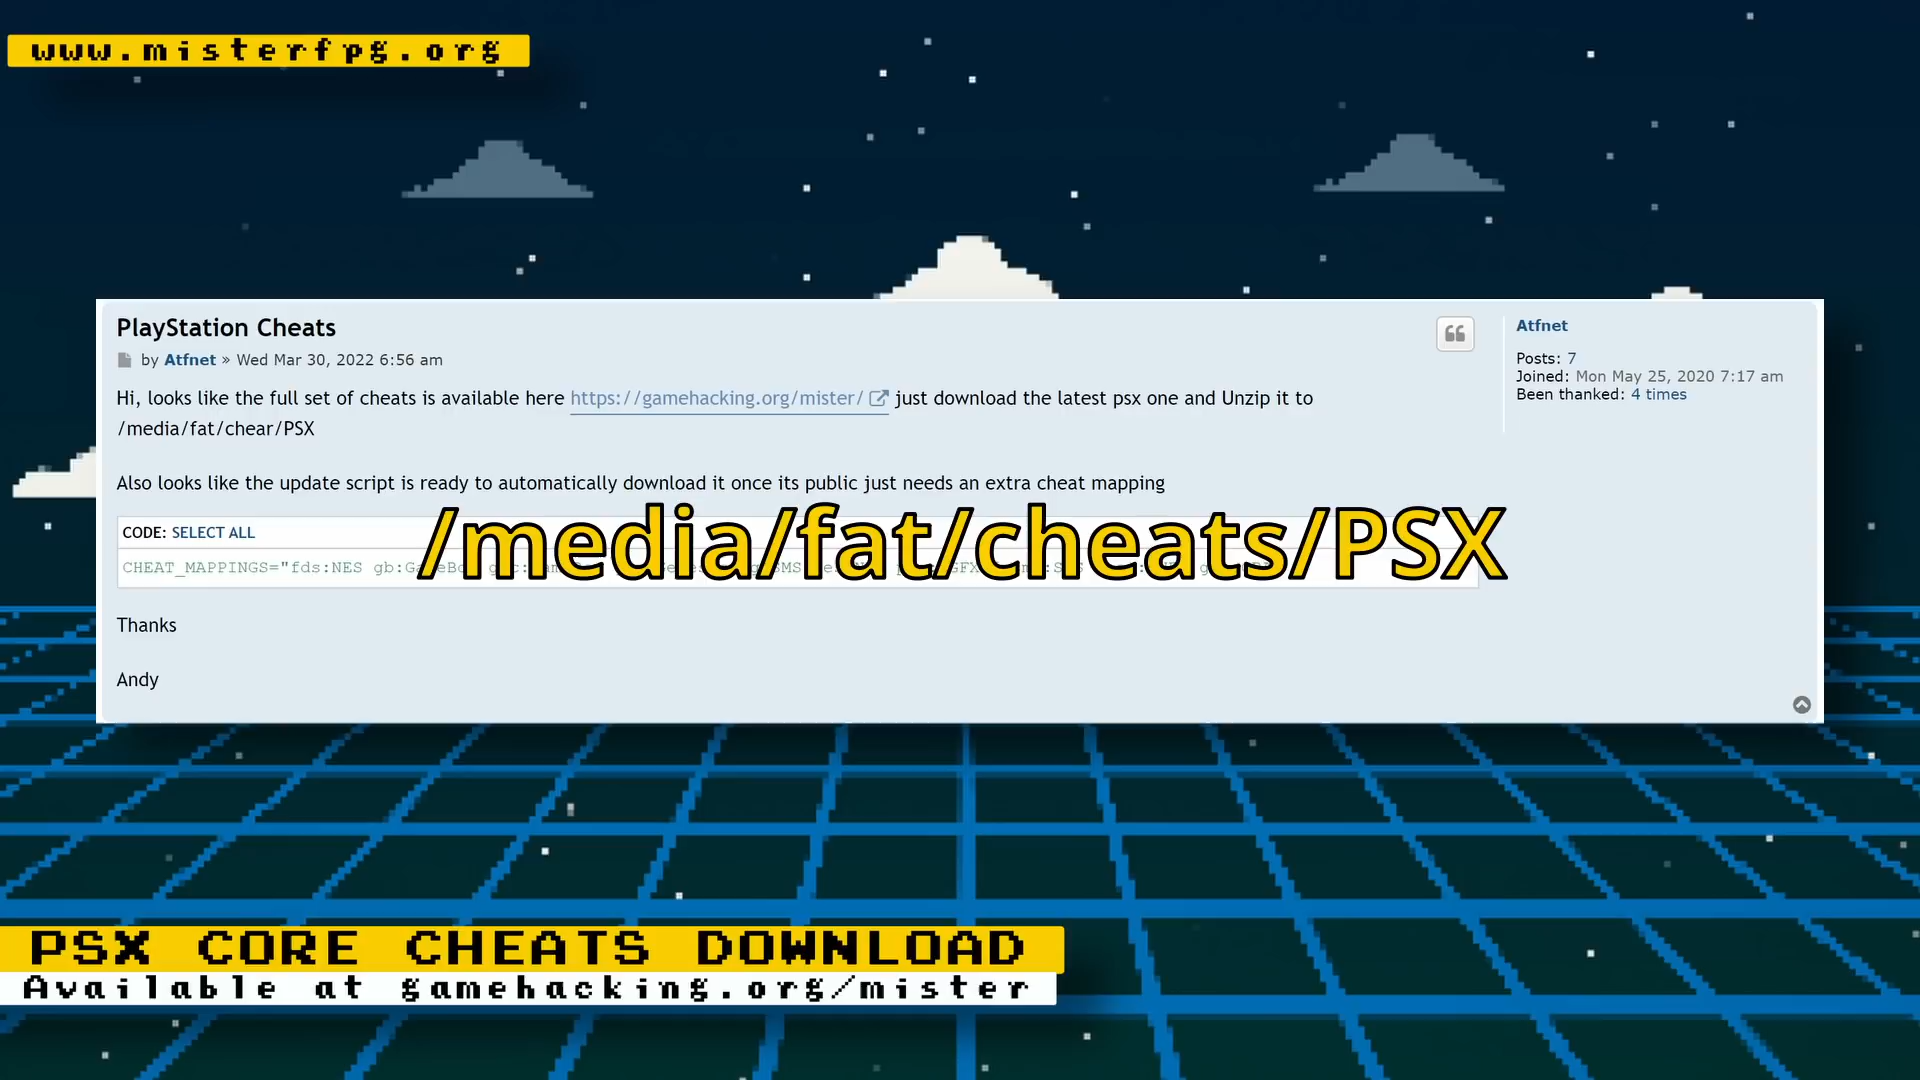 www.misterfpg.org
PlayStation Cheats
by Atfnet » Wed Mar 30, 2022 6:56 am
Hi, looks like the full set of cheats is available here https://gamehacking.org/mister/ just download the latest psx one and Unzip it to
/media/fat/chear/PSX
Also looks like the update script is ready to automatically download it once its public just needs an extra cheat mapping
CODE: SELECT ALL
CHEAT_MAPPINGS="fds:NES
/media/fat/cheats/PSX
Thanks
Andy
Atfnet
Posts: 7
Joined: Mon May 25, 2020 7:17 am
Been thanked: 4 times
PSX CORE CHEATS DOWNLOAD
Available at gamehacking.org/mister